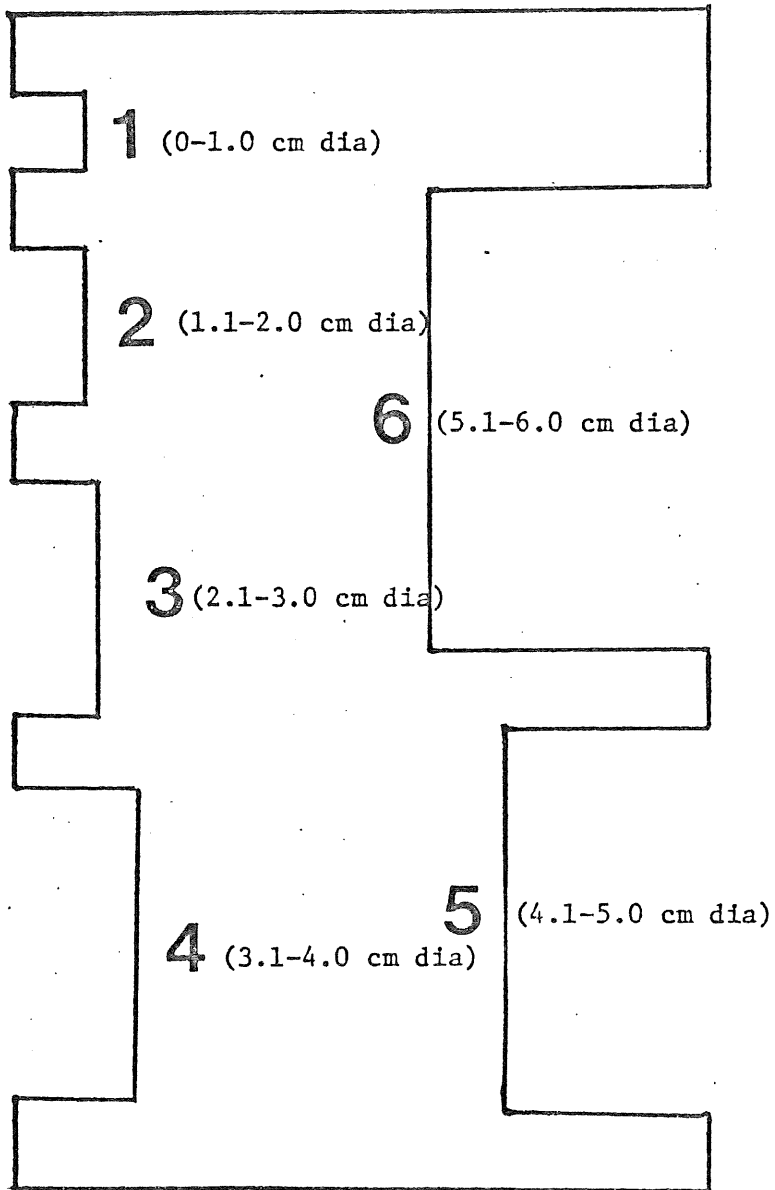 1 (0-1.0 cm dia)
2 (1.1-2.0 cm dia)
6 (5.1-6.0 cm dia)
3 (2.1-3.0 cm dia)
5 (4.1-5.0 cm dia)
4 (3.1-4.0 cm dia)